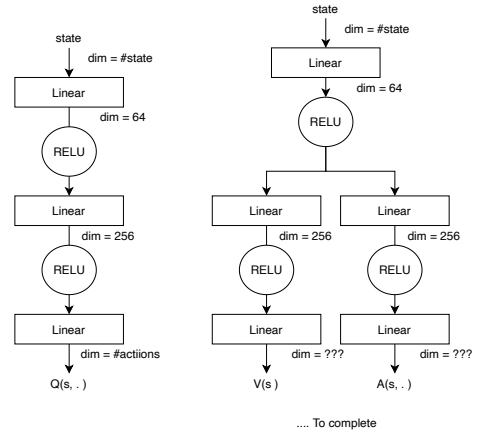 state
dim = #state
Linear
dim = 64
RELU
Linear
dim = 256
RELU
Linear
dim = #actiions
Q(s, . )
state
dim = #state
Linear
dim = 64
RELU
Linear
dim = 256
RELU
Linear
dim = ???
V(s )
Linear
dim = 256
RELU
Linear
dim = ???
A(s, . )
.... To complete